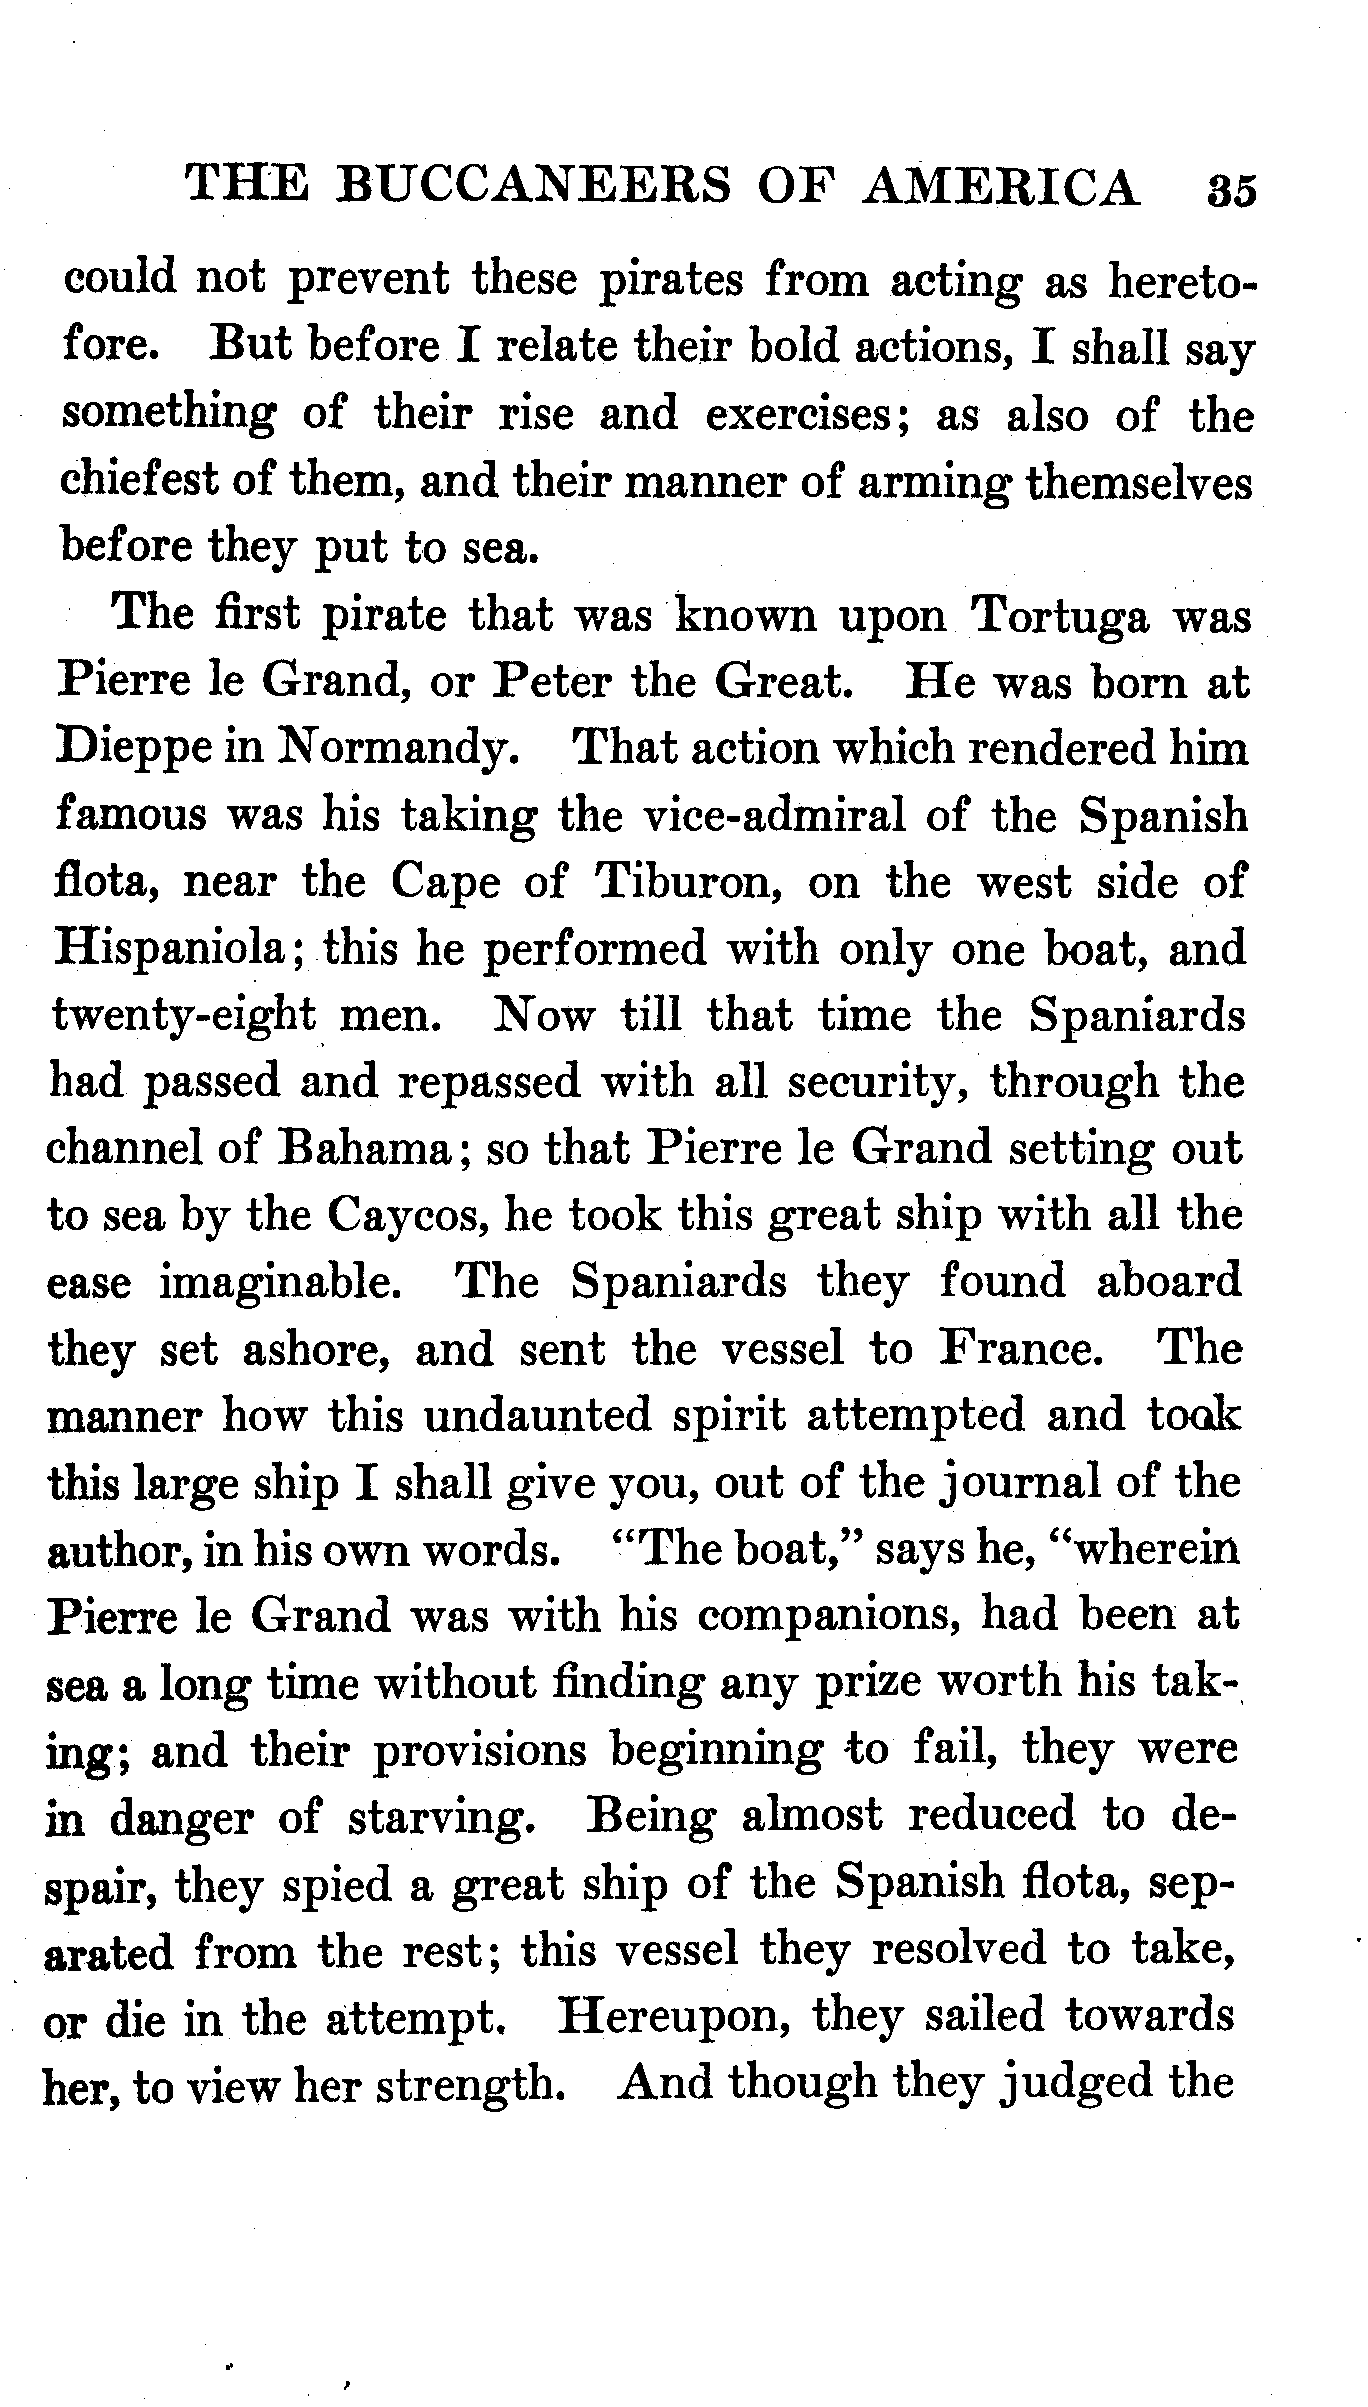 THE BUCCANEERS OF AMERICA 35
could not prevent these pirates from acting as hereto-
fore. But before I relate their bold actions, I shall say
something of their rise and exercises; as also of the
chiefest of them, and their manner of arming themselves
before they put to sea.
The first pirate that was known upon Tortuga was
Pierre le Grand, or Peter the Great. He was born at
Dieppe in Normandy. That action which rendered him
famous was his taking the vice-admiral of the Spanish
flota, near the Cape of Tiburon, on the west side of
Hispaniola; this he performed with only one boat, and
twenty-eight men. Now till that time the Spaniards
had passed and repassed with all security, through the
channel of Bahama; so that Pierre le Grand setting out
to sea by the Caycos, he took this great ship with all the
ease imaginable. The Spaniards they found aboard
they set ashore, and sent the vessel to France. The
manner how this undaunted spirit attempted and took
this large ship I shall give you, out of the journal of the
author, in his own words. “The boat,” says he, “wherein
Pierre le Grand was with his companions, had been at
sea a long time without finding any prize worth his tak-
ing; and their provisions beginning to fail, they were
in danger of starving. Being almost reduced to de-
spair, they spied a great ship of the Spanish flota, sep-
arated from the rest; this vessel they resolved to take,
or die in the attempt. Hereupon, they sailed towards
her, to view her strength. And though they judged the